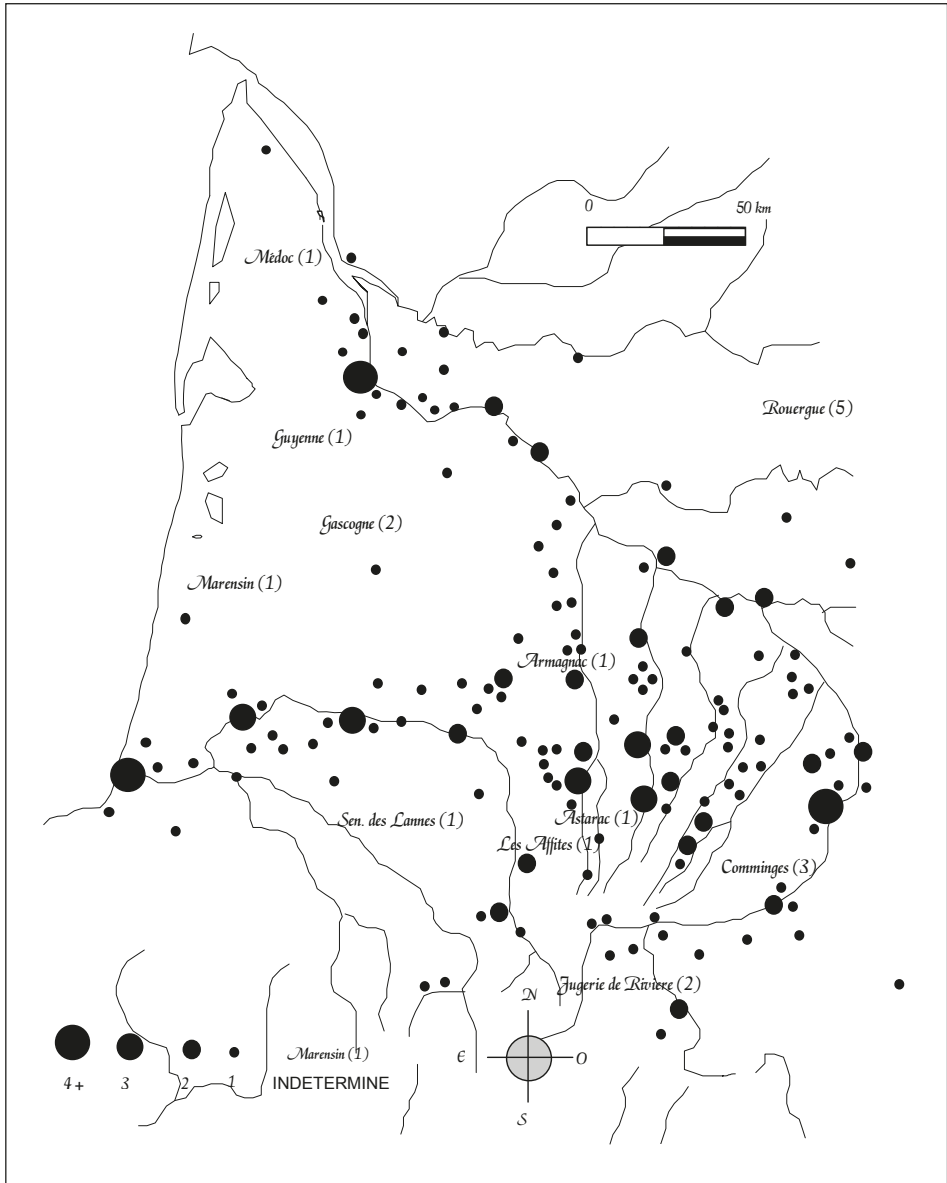 0 50 km
Médoc (1)
Rouergue (5)
Guyenne (1)
Gascogne (2)
Marensin (1)
Armagnac (1)
Sen. des Lannes (1)
Astarac (1)
Les Affites (1)
Comminges (3)
Jugerie de Riviere (2)
N
E O
S
Marensin (1)
4 + 3 2 1 INDETERMINE